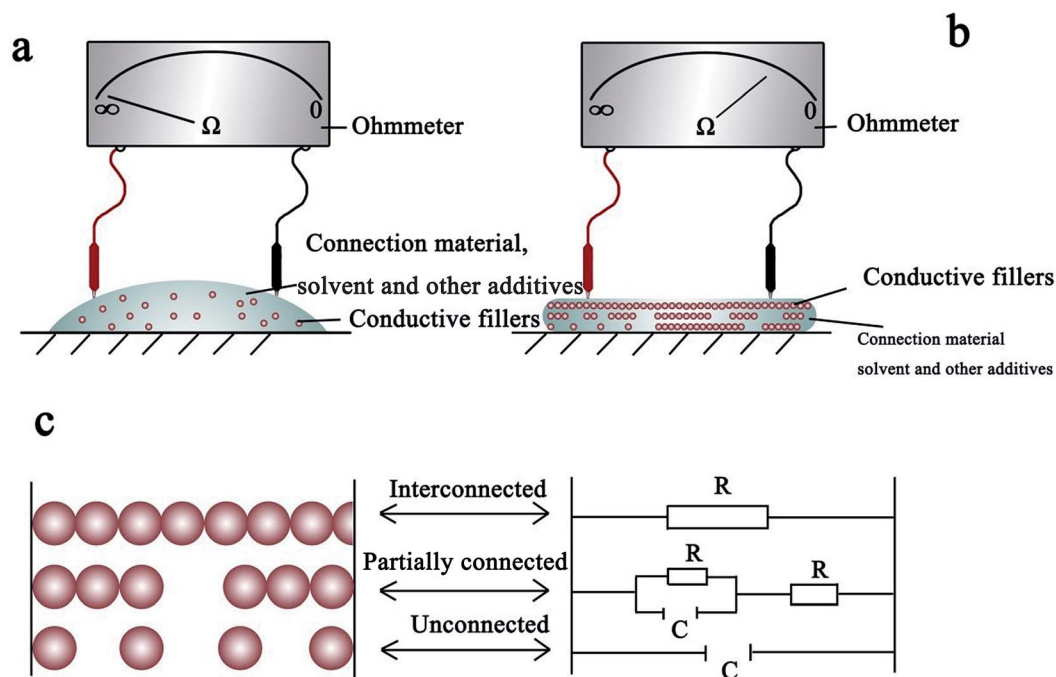 a
∞
0
Ω
Ohmmeter
Connection material,
solvent and other additives
Conductive fillers
b
∞
0
Ω
Ohmmeter
Conductive fillers
Connection material
solvent and other additives
c
Interconnected
R
Partially connected
R
R
C
Unconnected
C